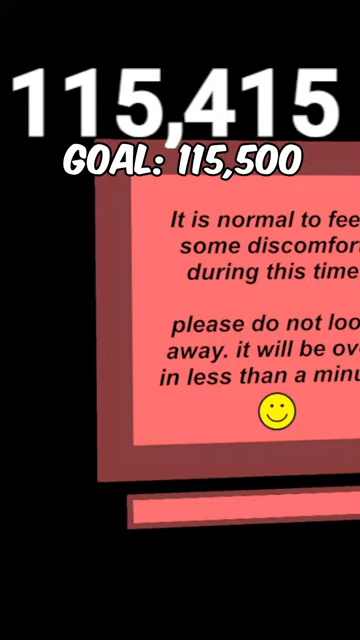 115,415
GOAL: 115,500
It is normal to fee
some discomfor
during this time
please do not loo
away. it will be ov
in less than a minu